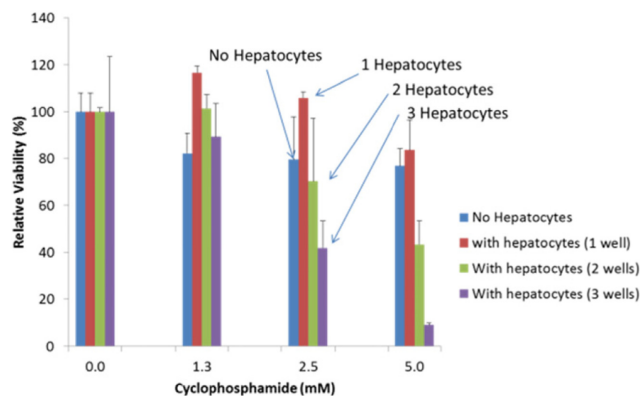 140
120
100
80
60
40
20
0
Relative Viability (%)
No Hepatocytes
1 Hepatocytes
2 Hepatocytes
3 Hepatocytes
No Hepatocytes
with hepatocytes (1 well)
With hepatocytes (2 wells)
With hepatocytes (3 wells)
0.0 1.3 2.5 5.0
Cyclophosphamide (mM)